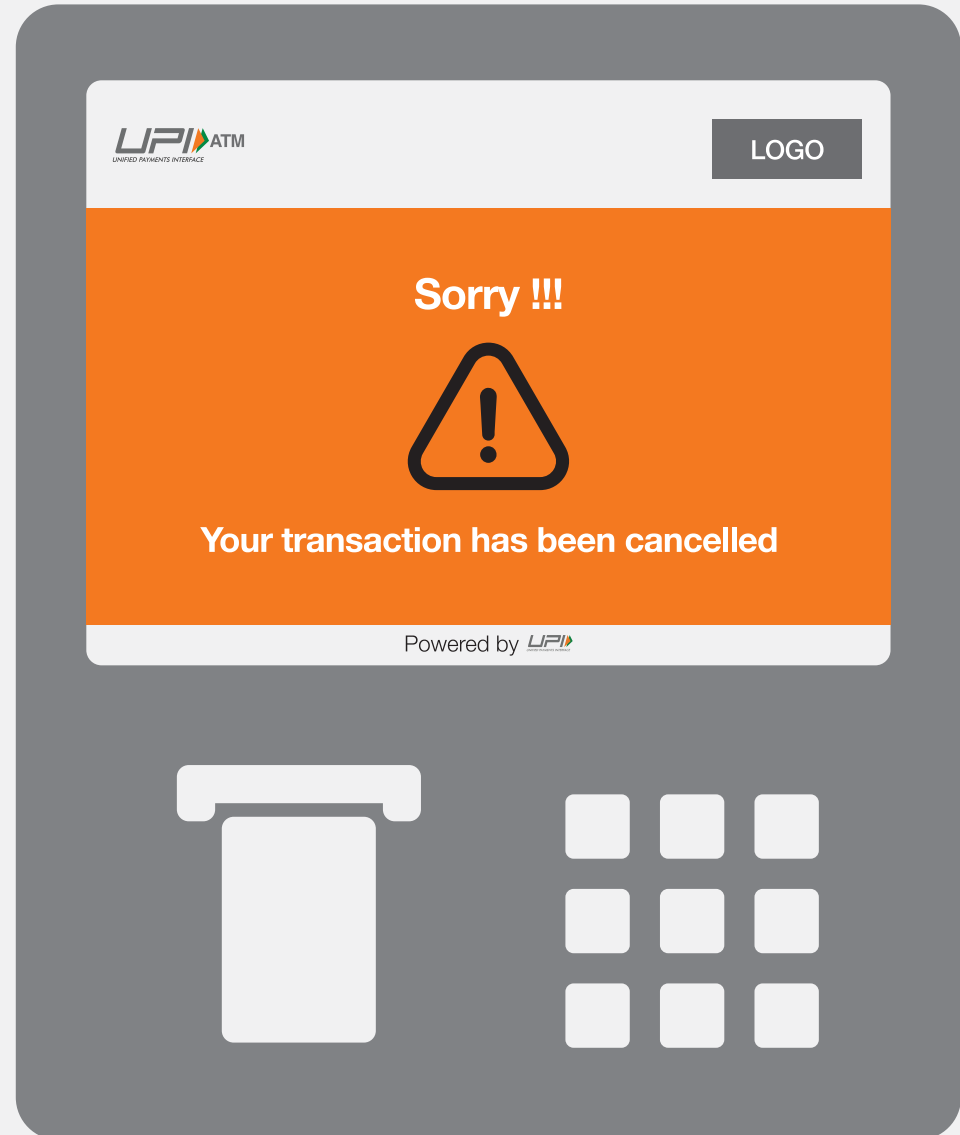 UPI ATM
UNIFIED PAYMENTS INTERFACE
LOGO
Sorry !!!
Your transaction has been cancelled
Powered by UPI